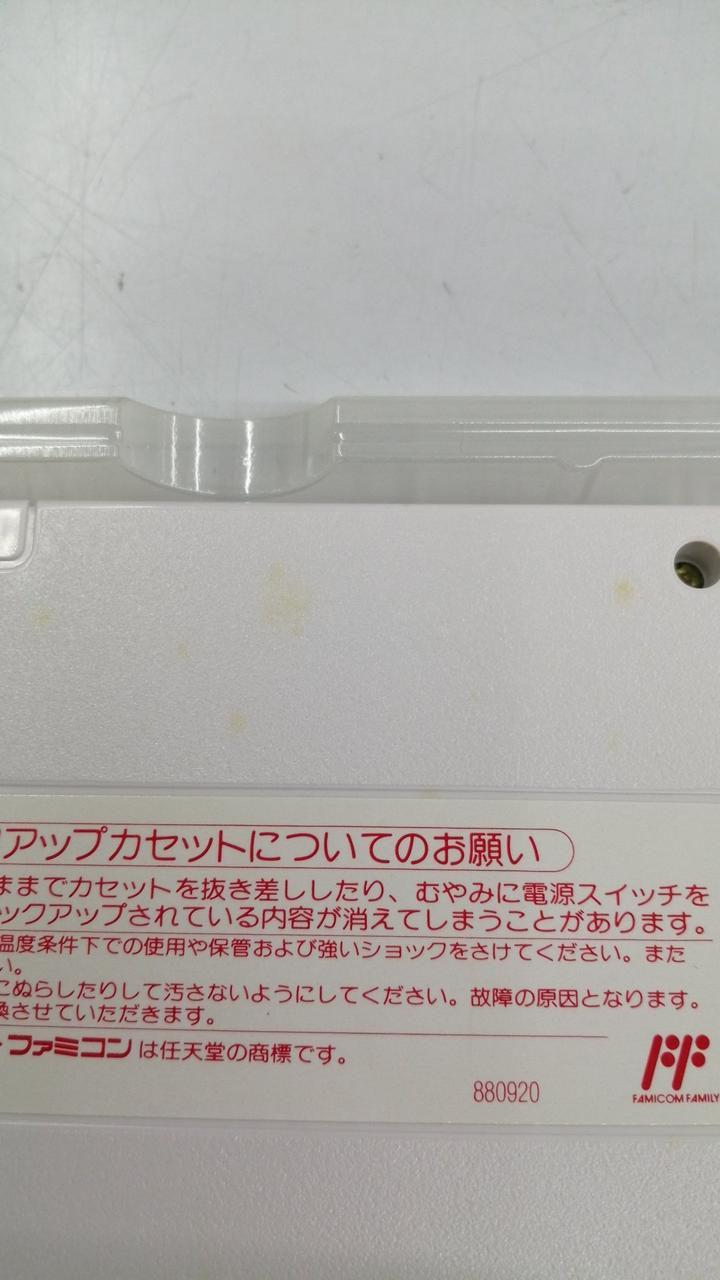 アップカセットについてのお願い
ままでカセットを抜き差ししたり、むやみに電源スイッチを
ックアップされている内容が消えてしまうことがあります。
温度条件下での使用や保管および強いショックをさけてください。また
い。
こぬらしたりして汚さないようにしてください。故障の原因となります。
換させていただきます。
ファミコンは任天堂の商標です。
880920
FF
FAMICOM FAMILY